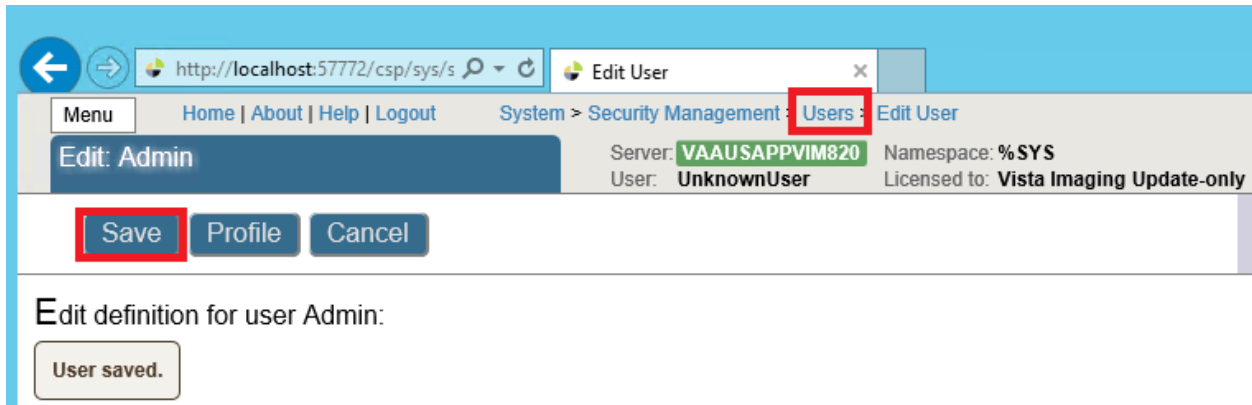 http://localhost:57772/csp/sys/s Edit User
Menu Home | About | Help | Logout System > Security Management > Users > Edit User
Edit: Admin Server: VAAUSAPPVIM820 Namespace: %SYS
User: UnknownUser Licensed to: Vista Imaging Update-only
Save Profile Cancel
Edit definition for user Admin:
User saved.